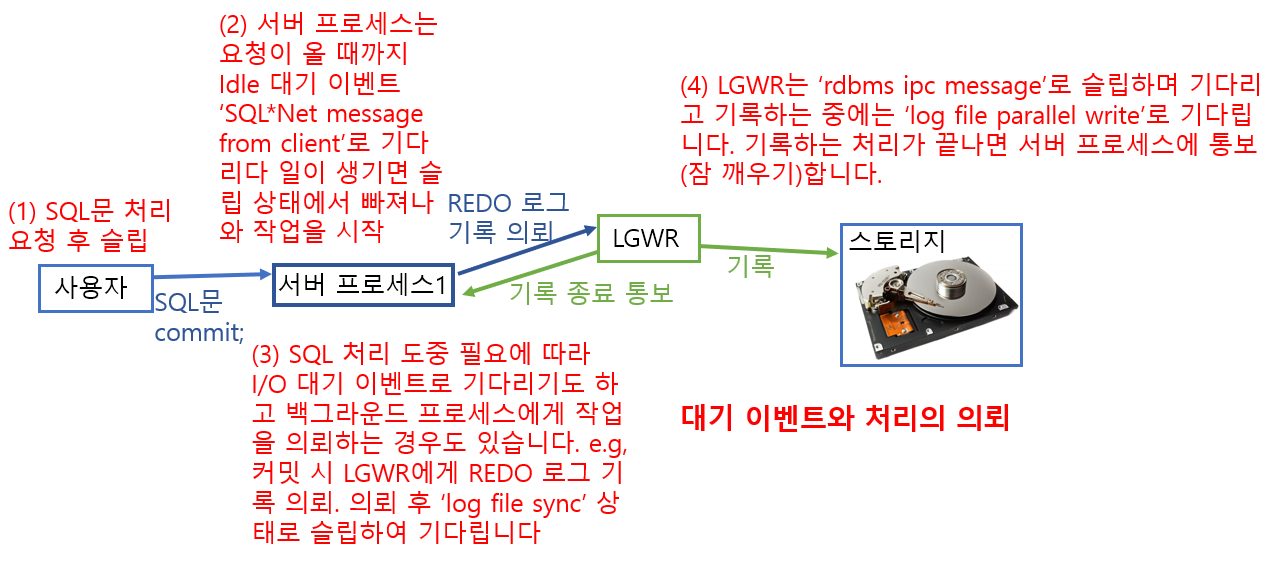 (1) SQL문 처리
요청 후 슬립
사용자
SQL문
commit;
(2) 서버 프로세스는
요청이 올 때까지
Idle 대기 이벤트
‘SQL*Net message
from client’로 기다
리다 일이 생기면 슬
립 상태에서 빠져나
와 작업을 시작
서버 프로세스1
(3) SQL 처리 도중 필요에 따라
I/O 대기 이벤트로 기다리기도 하
고 백그라운드 프로세스에게 작업
을 의뢰하는 경우도 있습니다. e.g,
커밋 시 LGWR에게 REDO 로그 기
록 의뢰. 의뢰 후 ‘log file sync’ 상
태로 슬립하여 기다립니다
REDO 로그
기록 의뢰
기록 종료 통보
LGWR
기록
(4) LGWR는 ‘rdbms ipc message’로 슬립하며 기다리
고 기록하는 중에는 ‘log file parallel write’로 기다립
니다. 기록하는 처리가 끝나면 서버 프로세스에 통보
(잠 깨우기)합니다.
스토리지
대기 이벤트와 처리의 의뢰